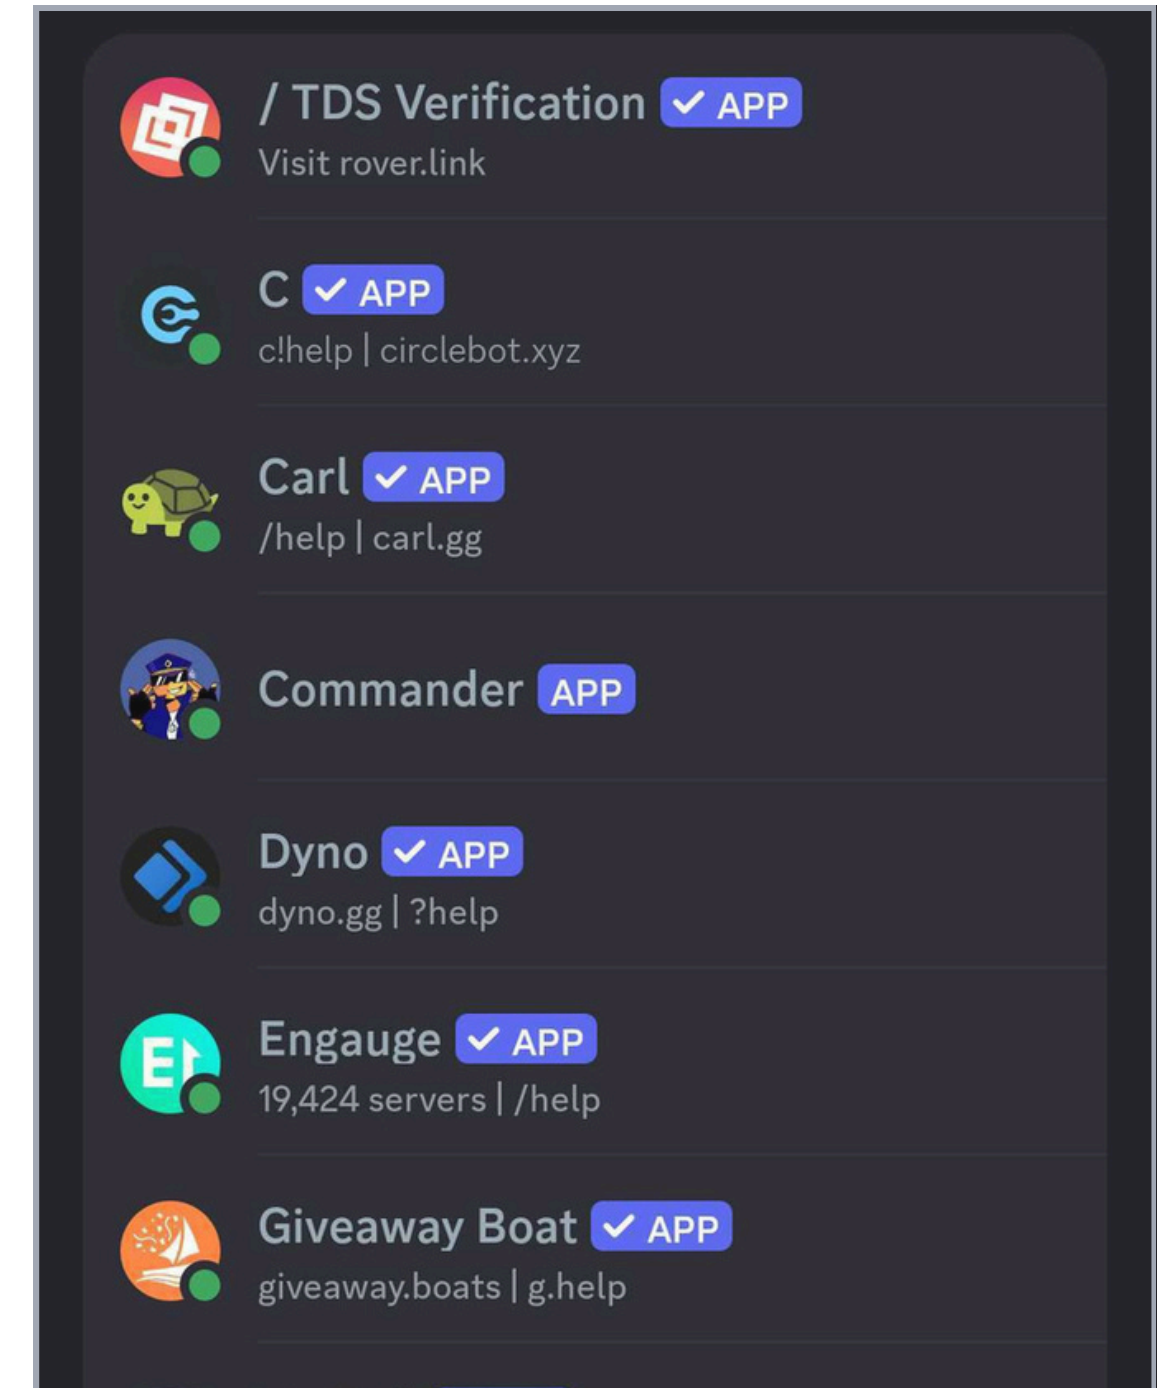 / TDS Verification ✓ APP
Visit rover.link
C ✓ APP
c!help | circlebot.xyz
Carl ✓ APP
/help | carl.gg
Commander APP
Dyno ✓ APP
dyno.gg | ?help
Engauge ✓ APP
19,424 servers | /help
Giveaway Boat ✓ APP
giveaway.boats | g.help